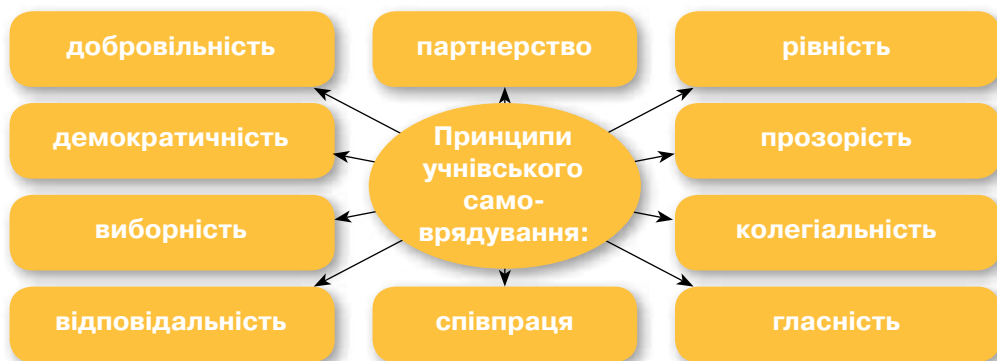 добровільність
партнерство
рівність
демократичність
Принципи
учнівського
само-
врядування:
прозорість
виборність
колегіальність
відповідальність
співпраця
гласність